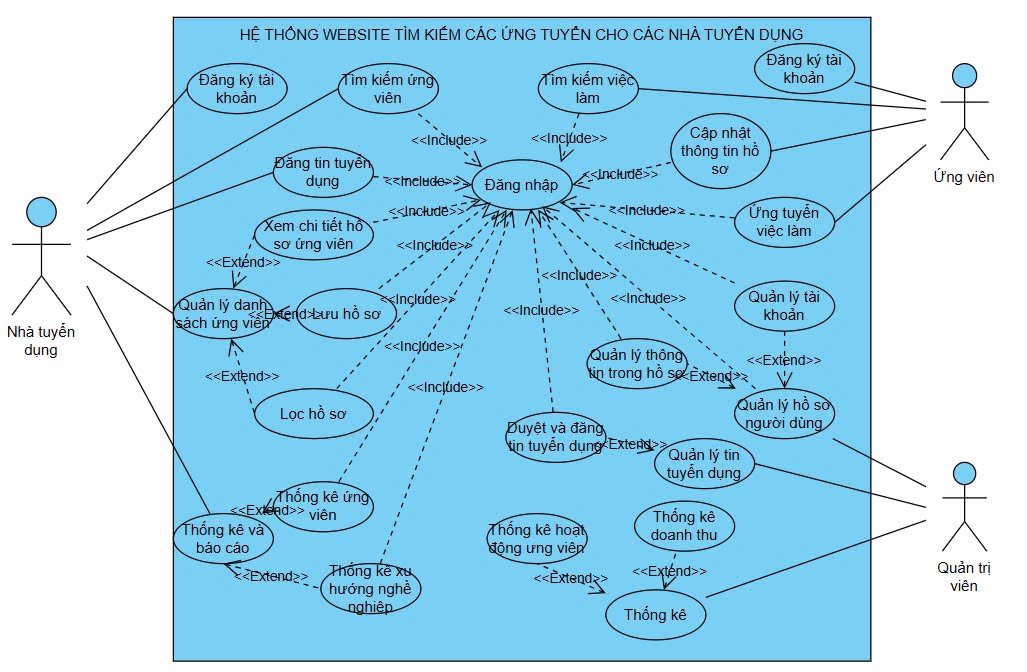 HỆ THỐNG WEBSITE TÌM KIẾM CÁC ỨNG TUYỂN CHO CÁC NHÀ TUYỂN DỤNG
Đăng ký tài
khoản
Tìm kiếm ứng
viên
Tìm kiếm việc
làm
Đăng ký tài
khoản
<<Include>>
<<Include>>
Cập nhật
thông tin hồ
sơ
Ứng viên
Đăng tin tuyển
dụng
<<Include>>
Đăng nhập
<<Include>>
Xem chi tiết hồ
sơ ứng viên
<<Include>>
<<Include>>
Ứng tuyển
việc làm
<<Extend>>
<<Include>>
<<Include>>
<<Include>>
Quản lý danh
sách ứng viên
<<Extend>>
Lưu hồ sơ
<<Include>>
<<Include>>
<<Include>>
Quản lý tài
khoản
Nhà tuyển
dụng
<<Extend>>
<<Include>>
Quản lý thông
tin trong hồ sơ
<<Extend>>
<<Extend>>
<<Include>>
Lọc hồ sơ
Quản lý hồ sơ
người dùng
Duyệt và đăng
tin tuyển dụng
<<Extend>>
Quản lý tin
tuyển dụng
Thống kê ứng
viên
<<Extend>>
Thống kê và
báo cáo
Thống kê hoạt
động ưng viên
Thống kê
doanh thu
<<Extend>>
Thống kê xu
hướng nghề
nghiệp
<<Extend>>
<<Extend>>
Thống kê
Quản trị
viên